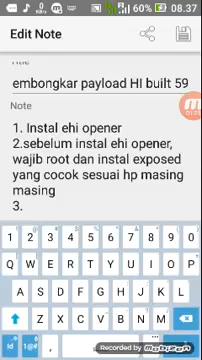 60% 08.37
Edit Note
embongkar payload HI built 59
Note
1. Instal ehi opener
2.sebelum instal ehi opener,
wajib root dan instal exposed
yang cocok sesuai hp masing
masing
3.
1 2 3 4 5 6 7 8 9 0
Q W E R T Y U I O P
A S D F G H J K L
Z X C V B N M
id 1@# ,
Recorded by